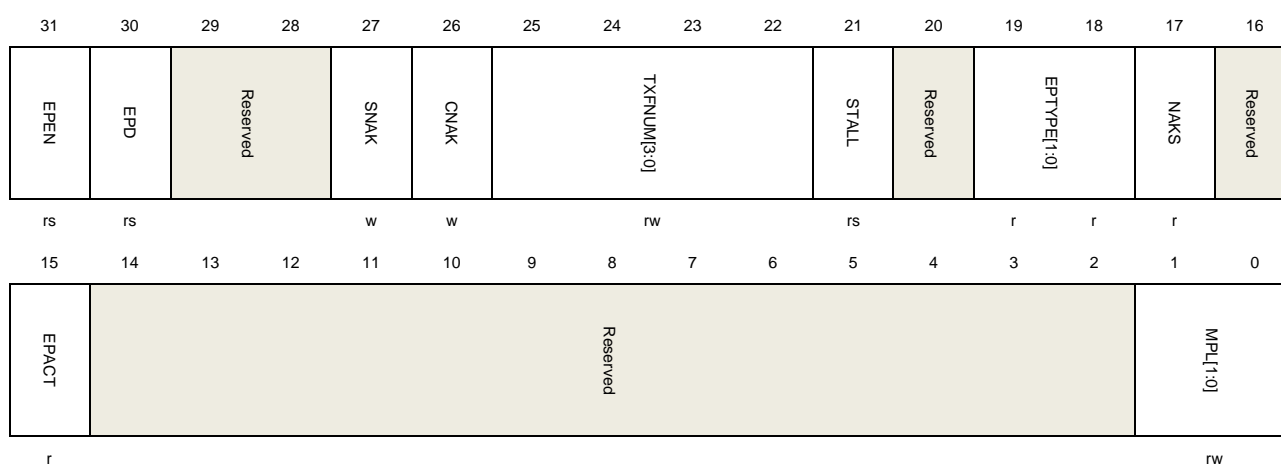 31 30 29 28 27 26 25 24 23 22 21 20 19 18 17 16
EPEN EPD Reserved SNAK CNAK TXFNUM[3:0] STALL Reserved EPTYPE[1:0] NAKS Reserved
rs rs w w rw rs r r r
15 14 13 12 11 10 9 8 7 6 5 4 3 2 1 0
EPACT Reserved MPL[1:0]
r rw